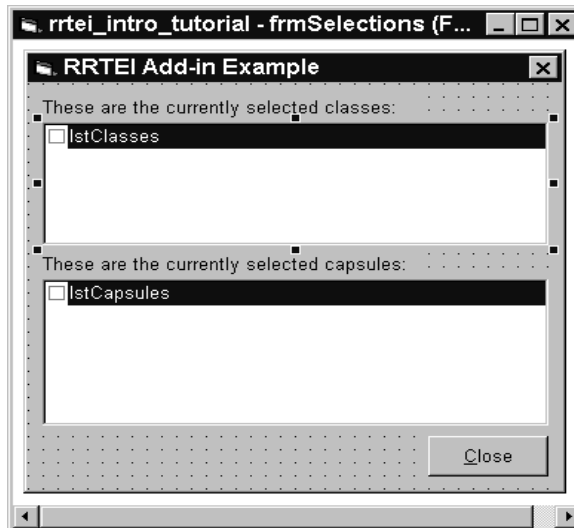 rrtei_intro_tutorial - frmSelections (F...
RRTEI Add-in Example
These are the currently selected classes:
lstClasses
These are the currently selected capsules:
lstCapsules
Close